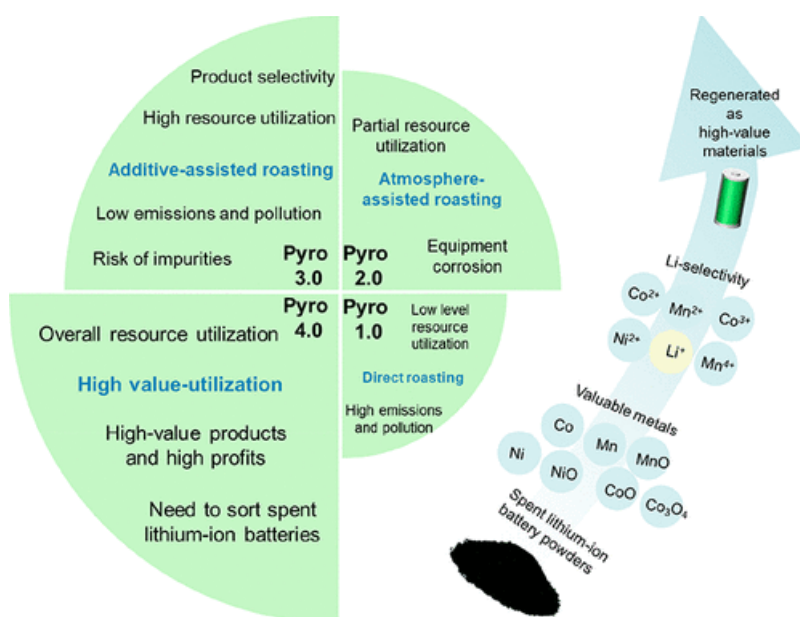 Product selectivity
High resource utilization
Additive-assisted roasting
Low emissions and pollution
Risk of impurities
Pyro
3.0
Partial resource
utilization
Atmosphere-
assisted roasting
Equipment
corrosion
Pyro
2.0
Pyro
4.0
Overall resource utilization
High value-utilization
High-value products
and high profits
Need to sort spent
lithium-ion batteries
Pyro
1.0
Low level
resource
utilization
Direct roasting
High emissions
and pollution
Regenerated
as
high-value
materials
Li-selectivity
Co²⁺
Mn²⁺
Co³⁺
Ni²⁺
Li⁺
Mn⁴⁺
Valuable metals
Co
Mn
MnO
Ni
NiO
CoO
Co₃O₄
Spent lithium-ion
battery powders